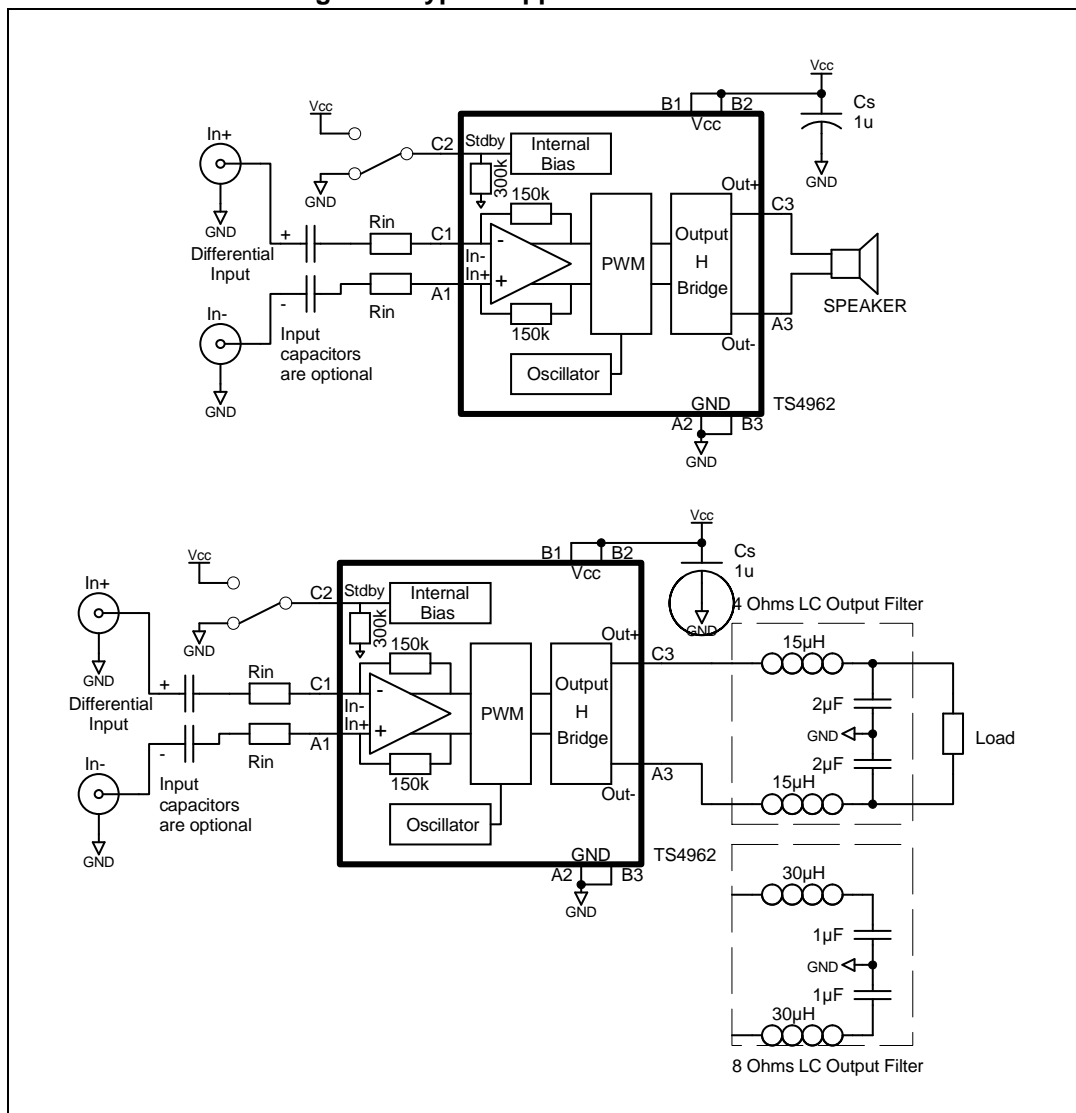 Vcc
B1
B2
Vcc
Cs
1u
GND
Vcc
In+
C2
Stdby
Internal
Bias
300k
GND
GND
150k
Out+
C3
+
Rin
C1
Differential
Input
In-
In+
-
+
PWM
Output
H
Bridge
SPEAKER
A1
-
Rin
150k
A3
Out-
In-
Input
capacitors
are optional
Oscillator
GND
GND
TS4962
A2
B3
GND
Vcc
B1
B2
Vcc
Cs
1u
GND
Vcc
In+
C2
Stdby
Internal
Bias
300k
GND
GND
4 Ohms LC Output Filter
150k
Out+
C3
15µH
+
Rin
C1
Differential
Input
In-
In+
-
+
PWM
Output
H
Bridge
2µF
GND
Load
2µF
A1
-
Rin
150k
A3
Out-
15µH
In-
Input
capacitors
are optional
Oscillator
GND
GND
TS4962
A2
B3
GND
30µH
1µF
GND
1µF
30µH
8 Ohms LC Output Filter